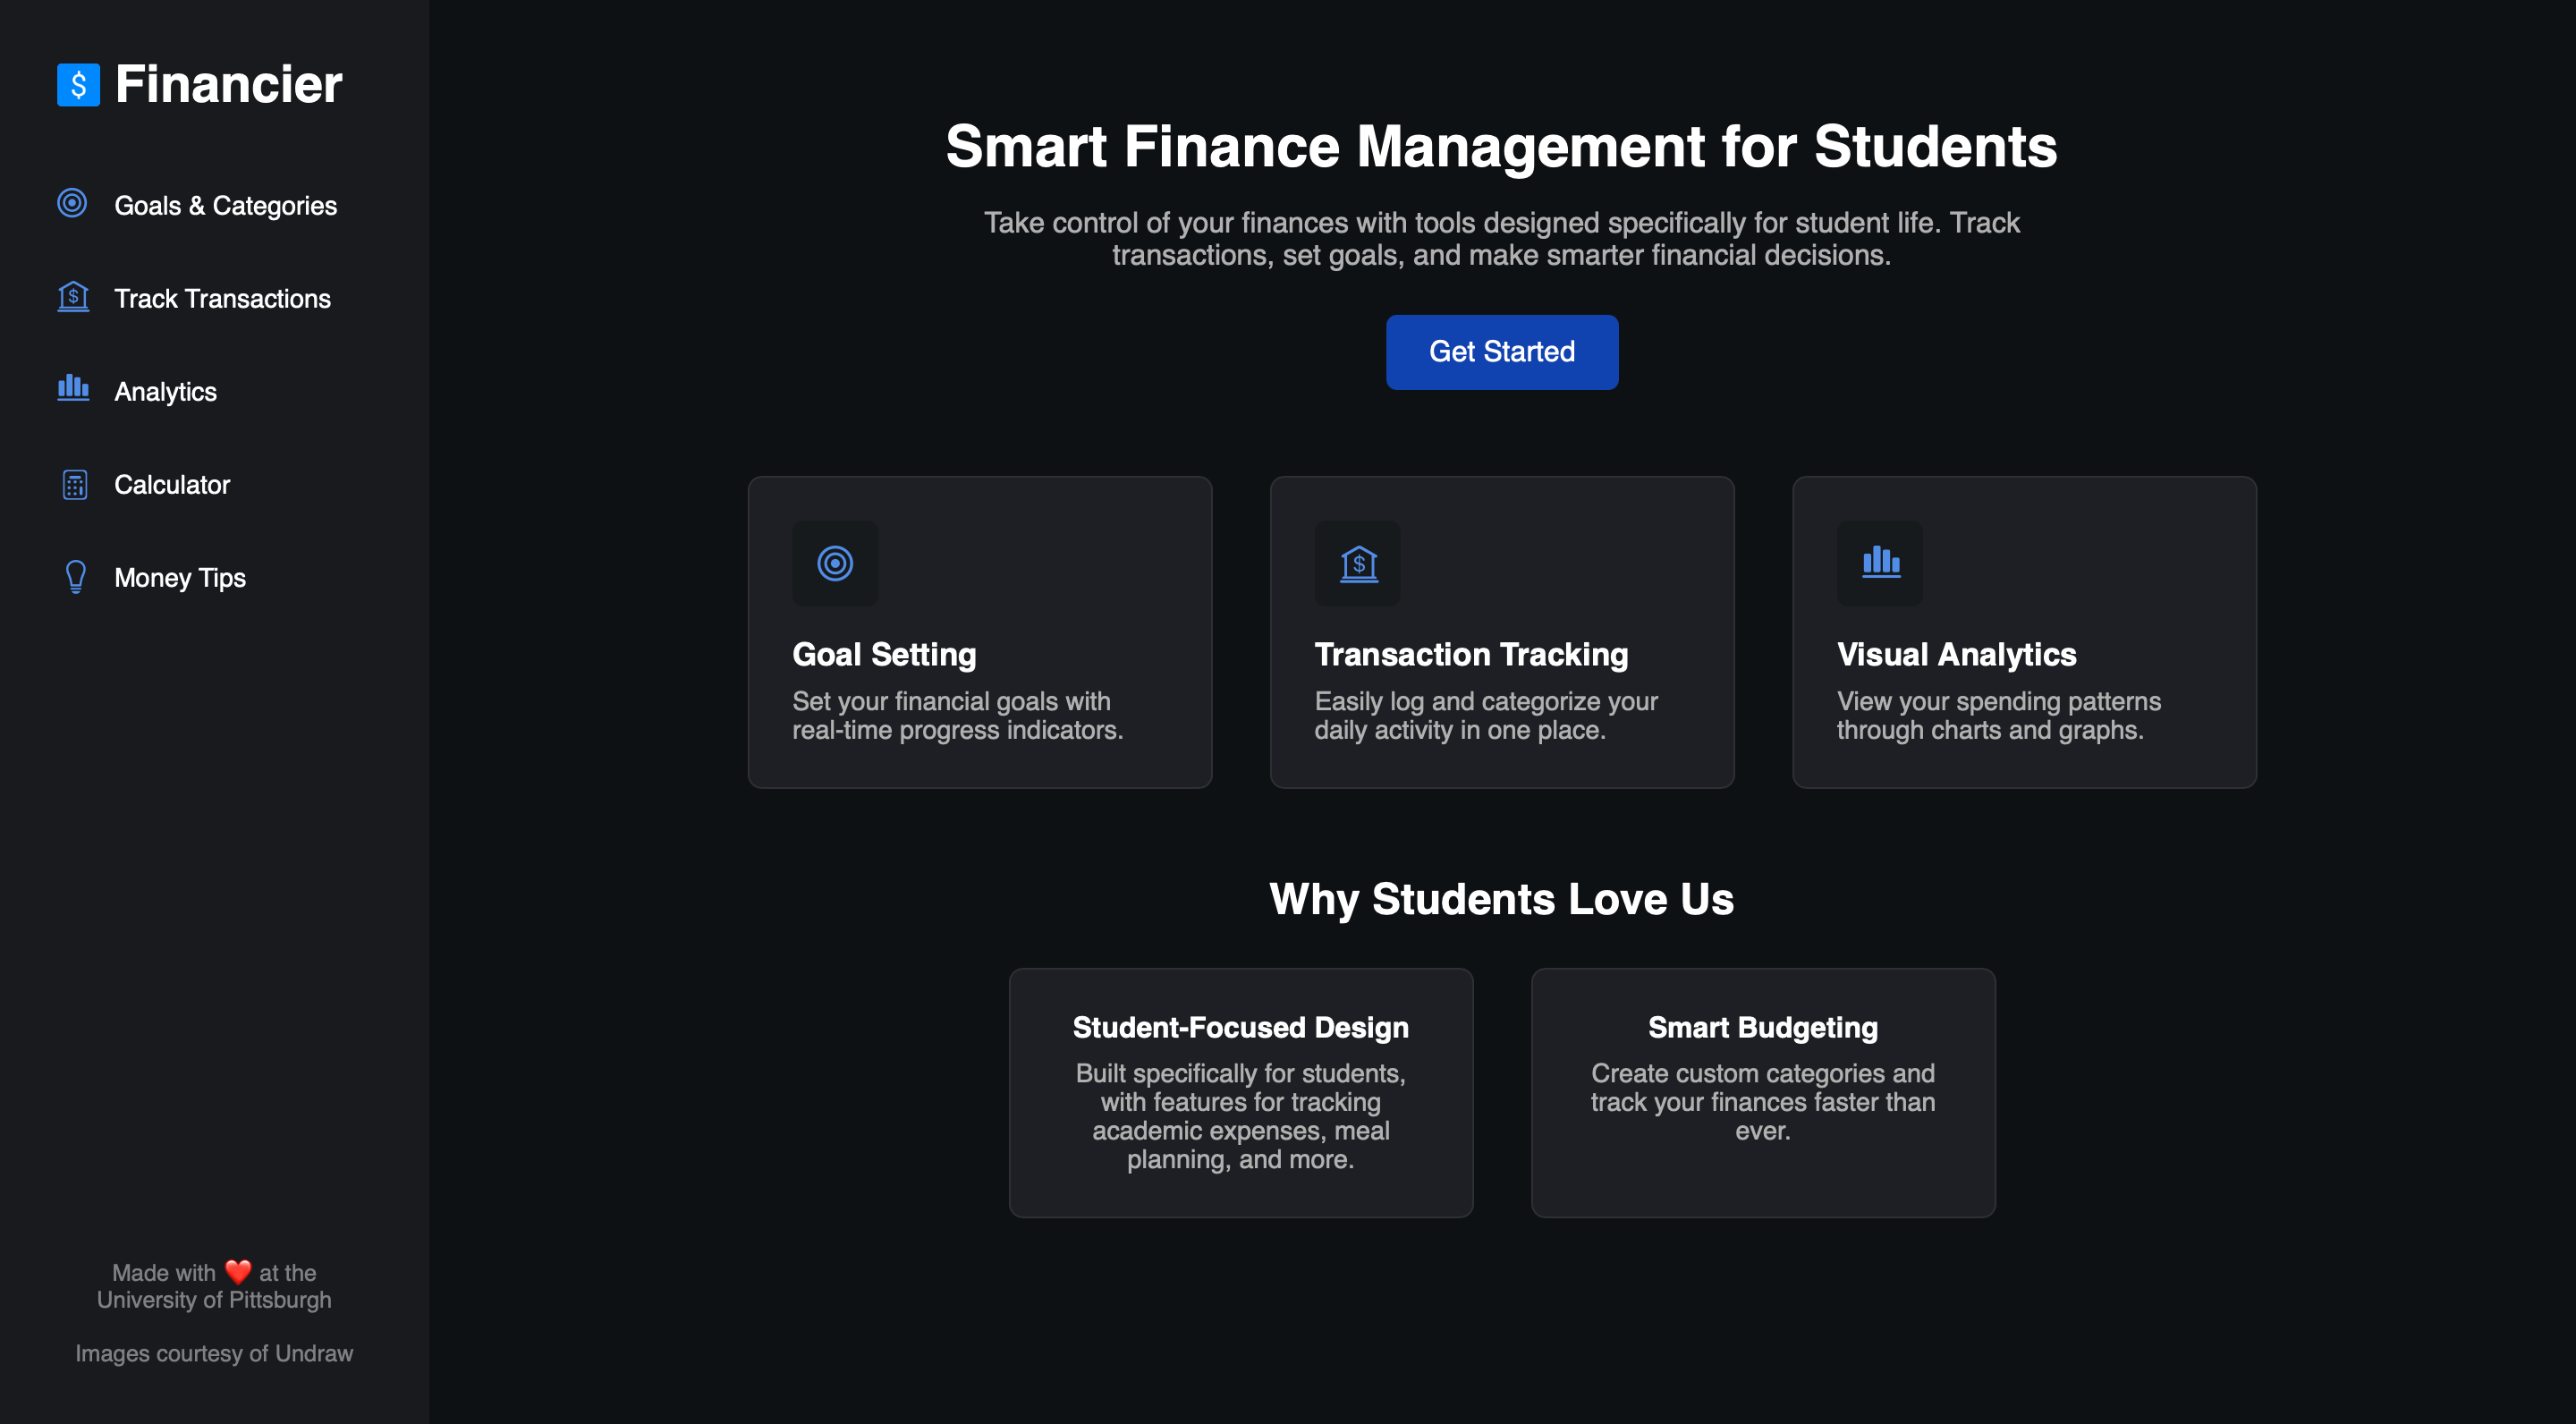 Financier
Goals & Categories
Track Transactions
Analytics
Calculator
Money Tips
Made with ❤️ at the
University of Pittsburgh
Images courtesy of Undraw
Smart Finance Management for Students
Take control of your finances with tools designed specifically for student life. Track
transactions, set goals, and make smarter financial decisions.
Get Started
Goal Setting
Set your financial goals with
real-time progress indicators.
Transaction Tracking
Easily log and categorize your
daily activity in one place.
Visual Analytics
View your spending patterns
through charts and graphs.
Why Students Love Us
Student-Focused Design
Built specifically for students,
with features for tracking
academic expenses, meal
planning, and more.
Smart Budgeting
Create custom categories and
track your finances faster than
ever.